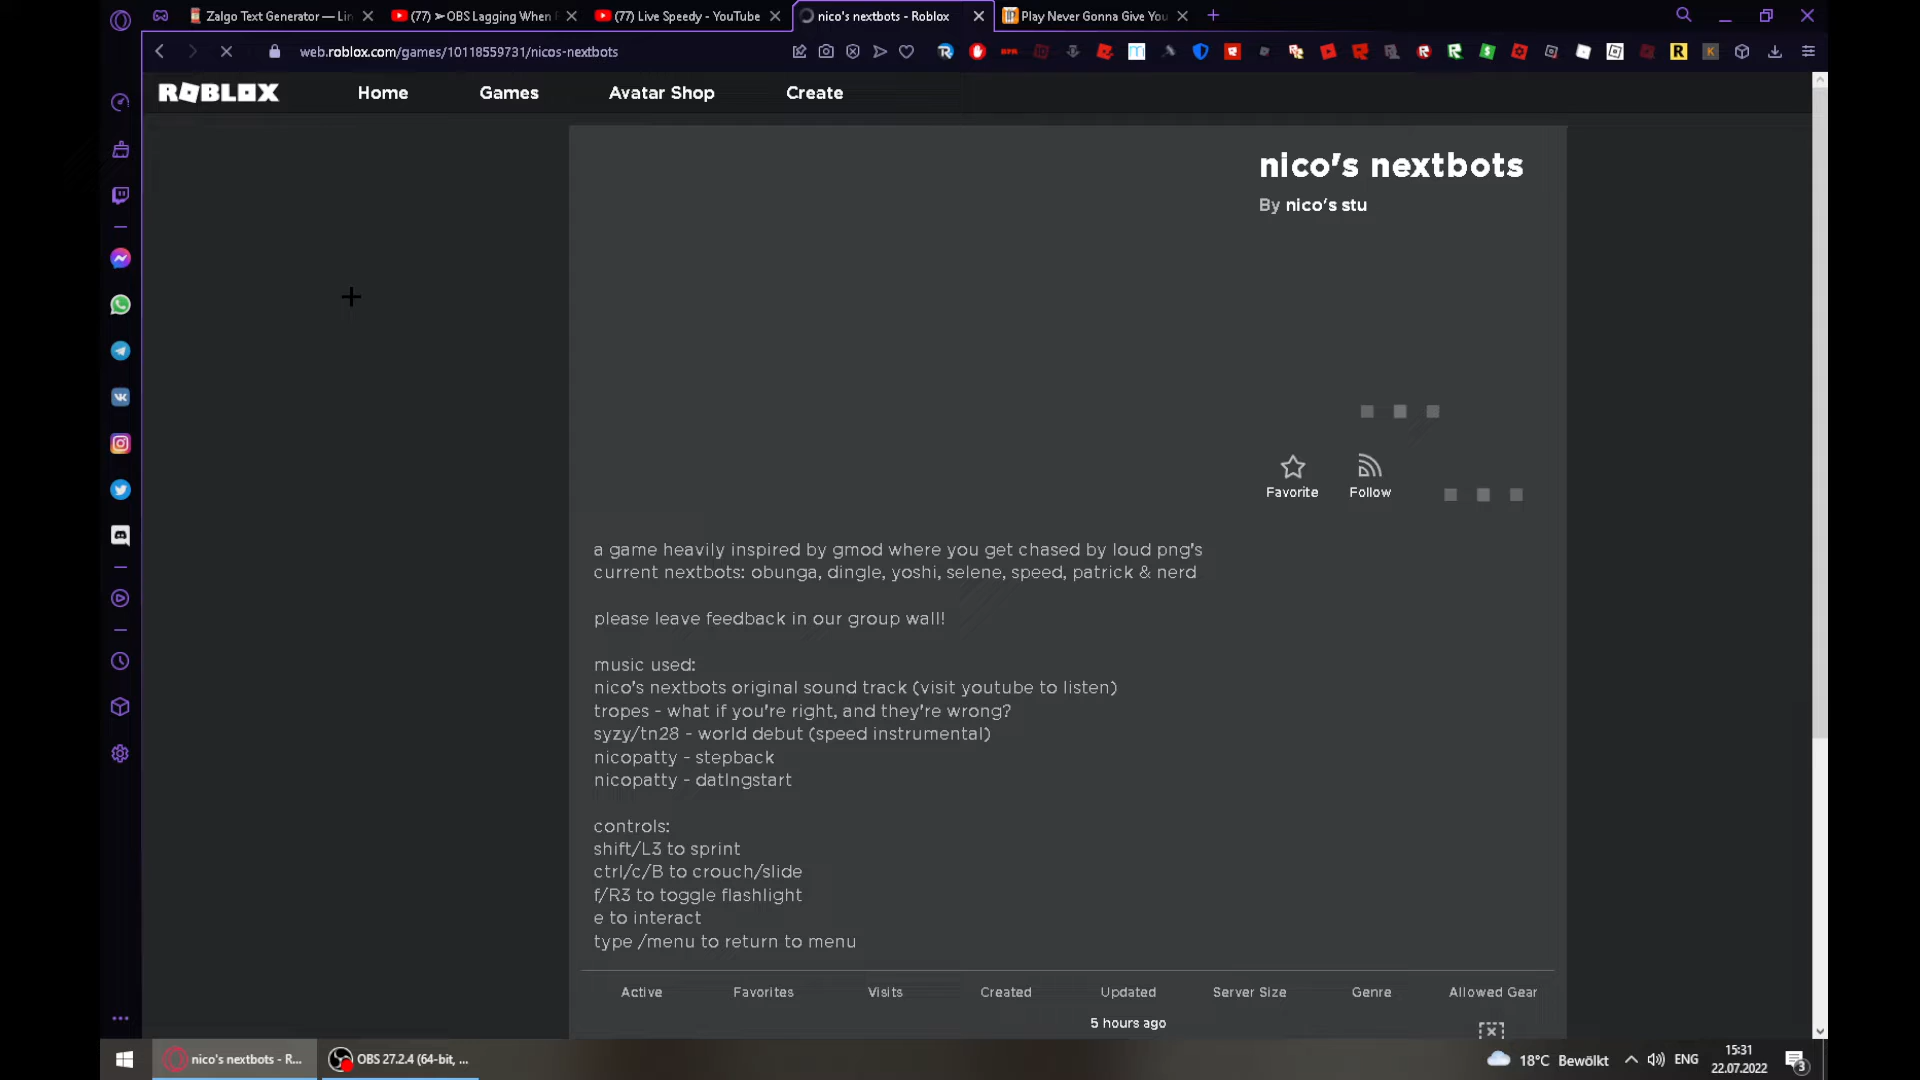 Zalgo Text Generator — Lin
(77) ➢OBS Lagging When
(77) Live Speedy - YouTube
nico's nextbots - Roblox
Play Never Gonna Give You
web.roblox.com/games/10118559731/nicos-nextbots
ROBLOX
Home
Games
Avatar Shop
Create
nico's nextbots
By nico's stu
Favorite
Follow
a game heavily inspired by gmod where you get chased by loud png's
current nextbots: obunga, dingle, yoshi, selene, speed, patrick & nerd
please leave feedback in our group wall!
music used:
nico's nextbots original sound track (visit youtube to listen)
tropes - what if you're right, and they're wrong?
syzy/tn28 - world debut (speed instrumental)
nicopatty - stepback
nicopatty - dat1ngstart
controls:
shift/L3 to sprint
ctrl/c/B to crouch/slide
f/R3 to toggle flashlight
e to interact
type /menu to return to menu
Active Favorites Visits Created Updated Server Size Genre Allowed Gear
5 hours ago
nico's nextbots - R...
OBS 27.2.4 (64-bit, ...
18°C Bewölkt
ENG
15:31
22.07.2022
3